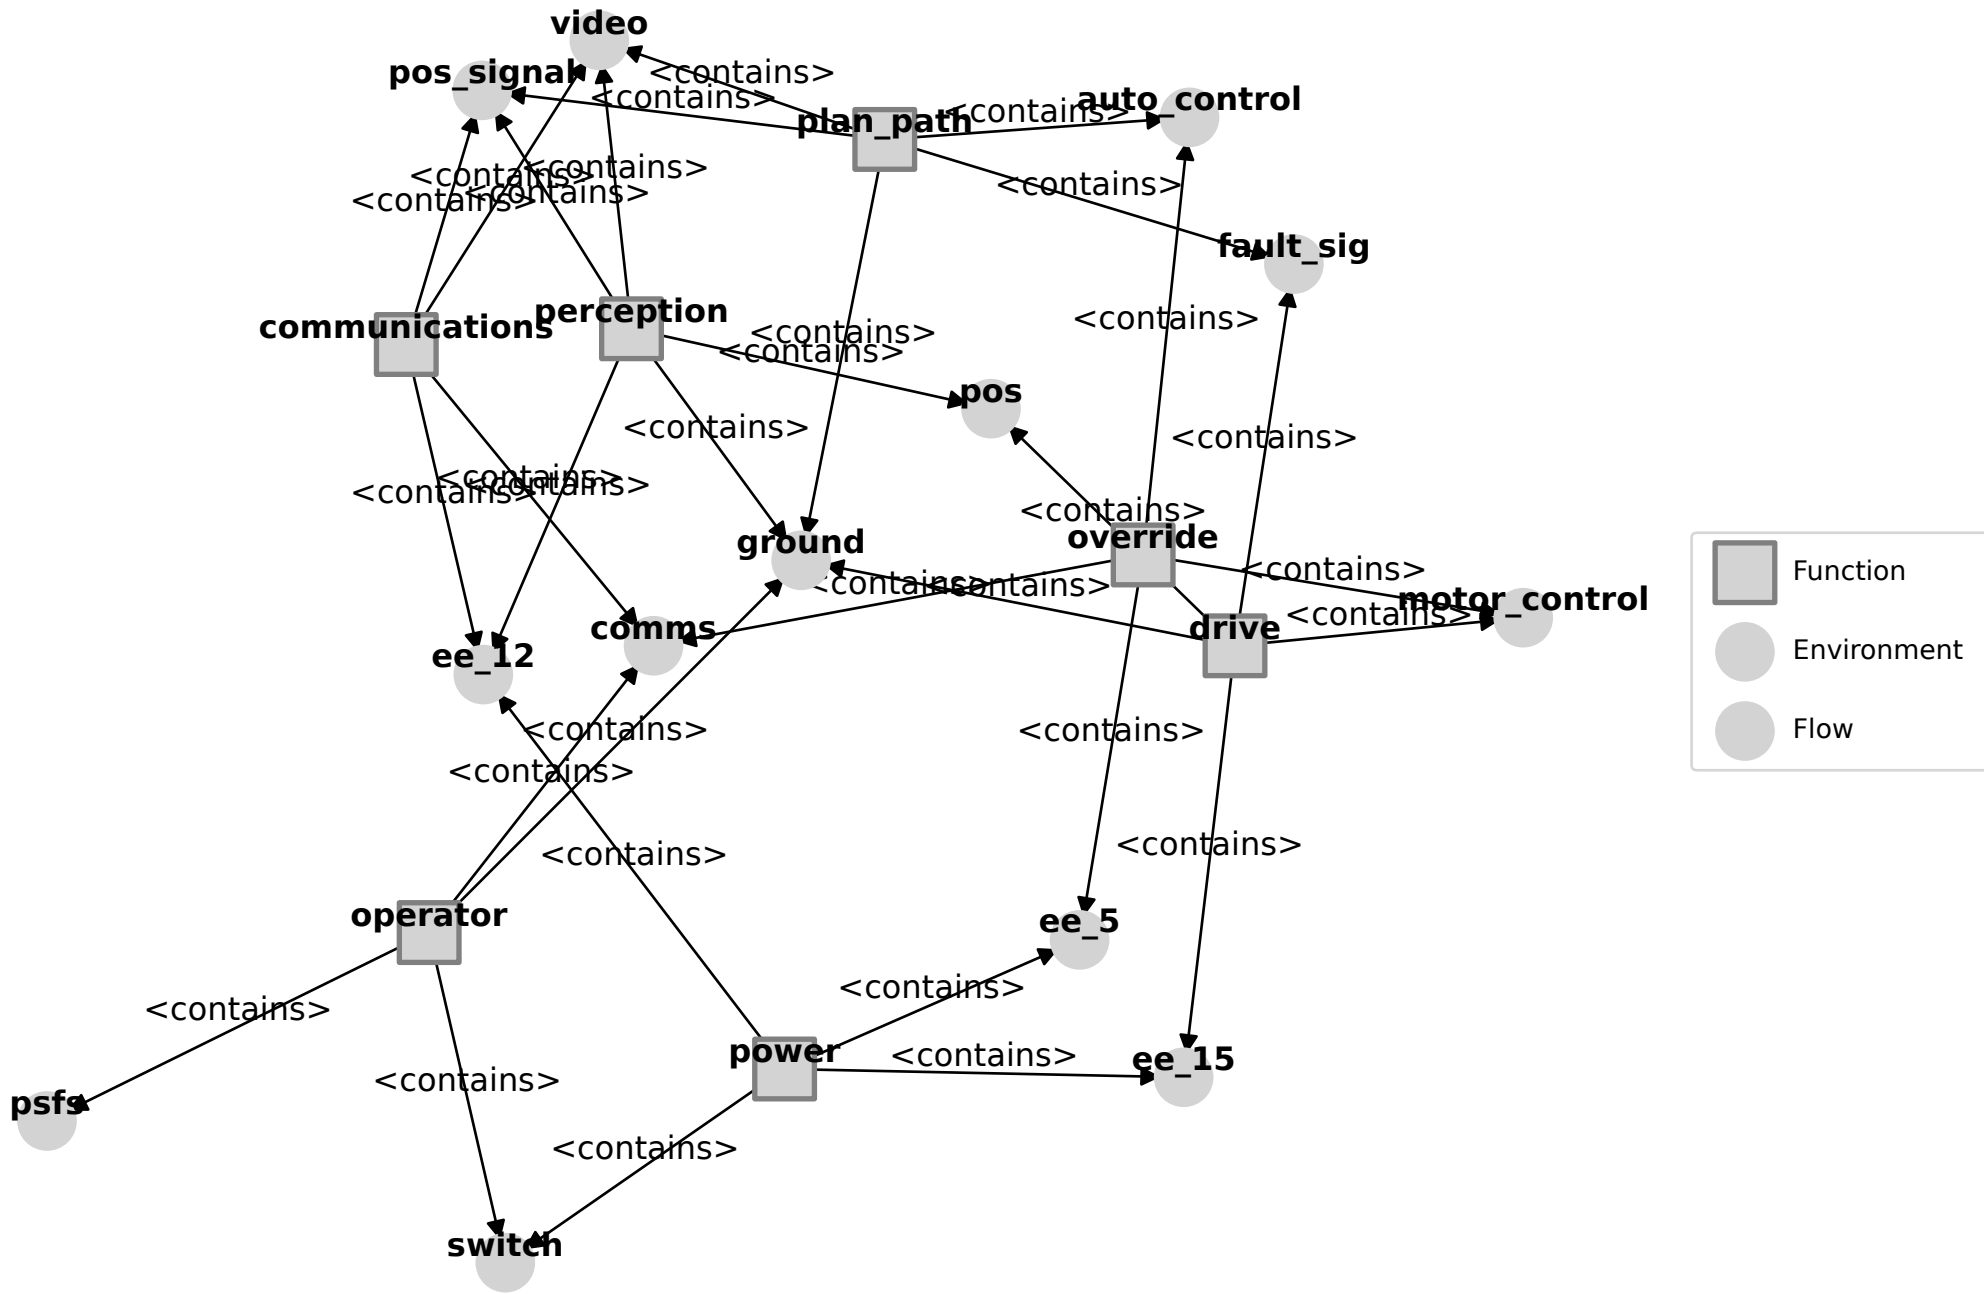 video
pos_signal
<contains>
<contains>
auto_control
<contains>
plan_path
<contains>
<contains>
<contains>
<contains>
<contains>
fault_sig
perception
communications
<contains>
<contains>
<contains>
pos
<contains>
<contains>
<contains>
<contains>
<contains>
<contains>
override
ground
<contains>
<contains>
<contains>
motor_control
<contains>
comms
drive
ee_12
<contains>
<contains>
<contains>
<contains>
<contains>
operator
ee_5
<contains>
<contains>
power
<contains>
ee_15
<contains>
psfs
<contains>
switch
Function
Environment
Flow